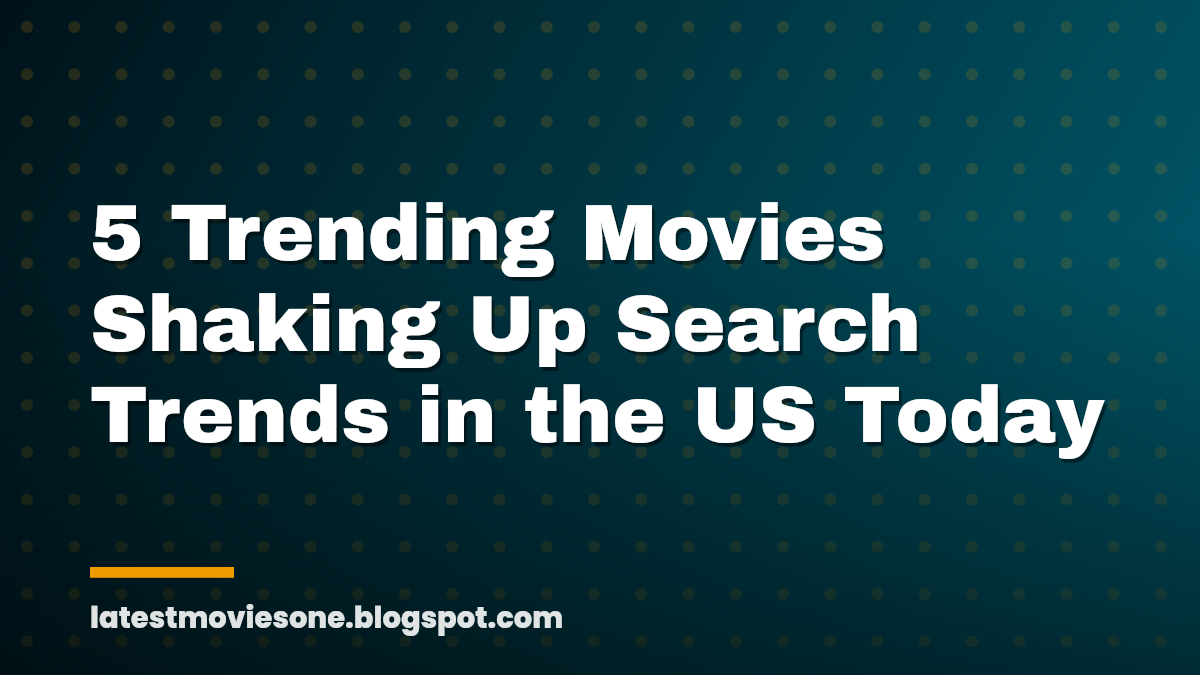 5 Trending Movies
Shaking Up Search
Trends in the US Today
latestmoviesone.blogspot.com